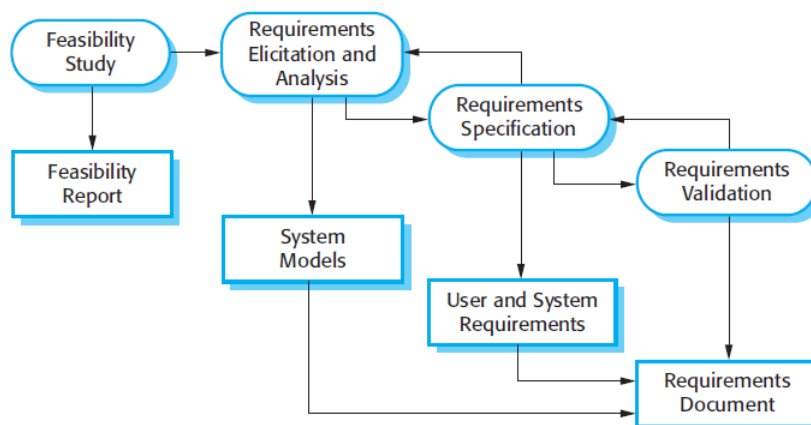 Feasibility
Study
Requirements
Elicitation and
Analysis
Requirements
Specification
Feasibility
Report
Requirements
Validation
System
Models
User and System
Requirements
Requirements
Document